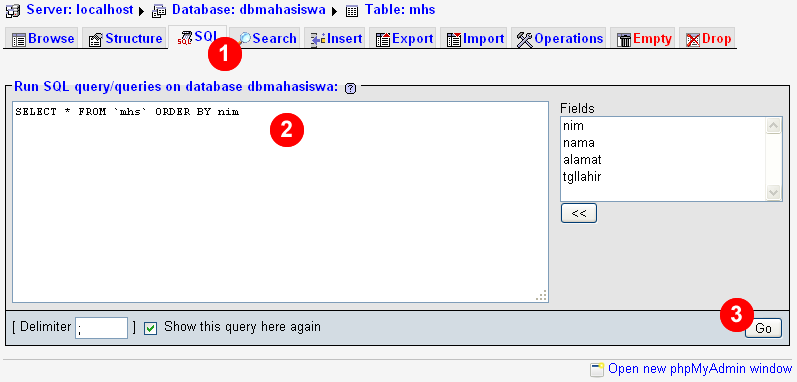 Server: localhost Database: dbmahasiswa Table: mhs
Browse Structure SQL Search Insert Export Import Operations Empty Drop
1
Run SQL query/queries on database dbmahasiswa: ?
SELECT * FROM `mhs` ORDER BY nim
2
Fields
nim
nama
alamat
tgllahir
<<
3
[ Delimiter ; ] Show this query here again Go
Open new phpMyAdmin window